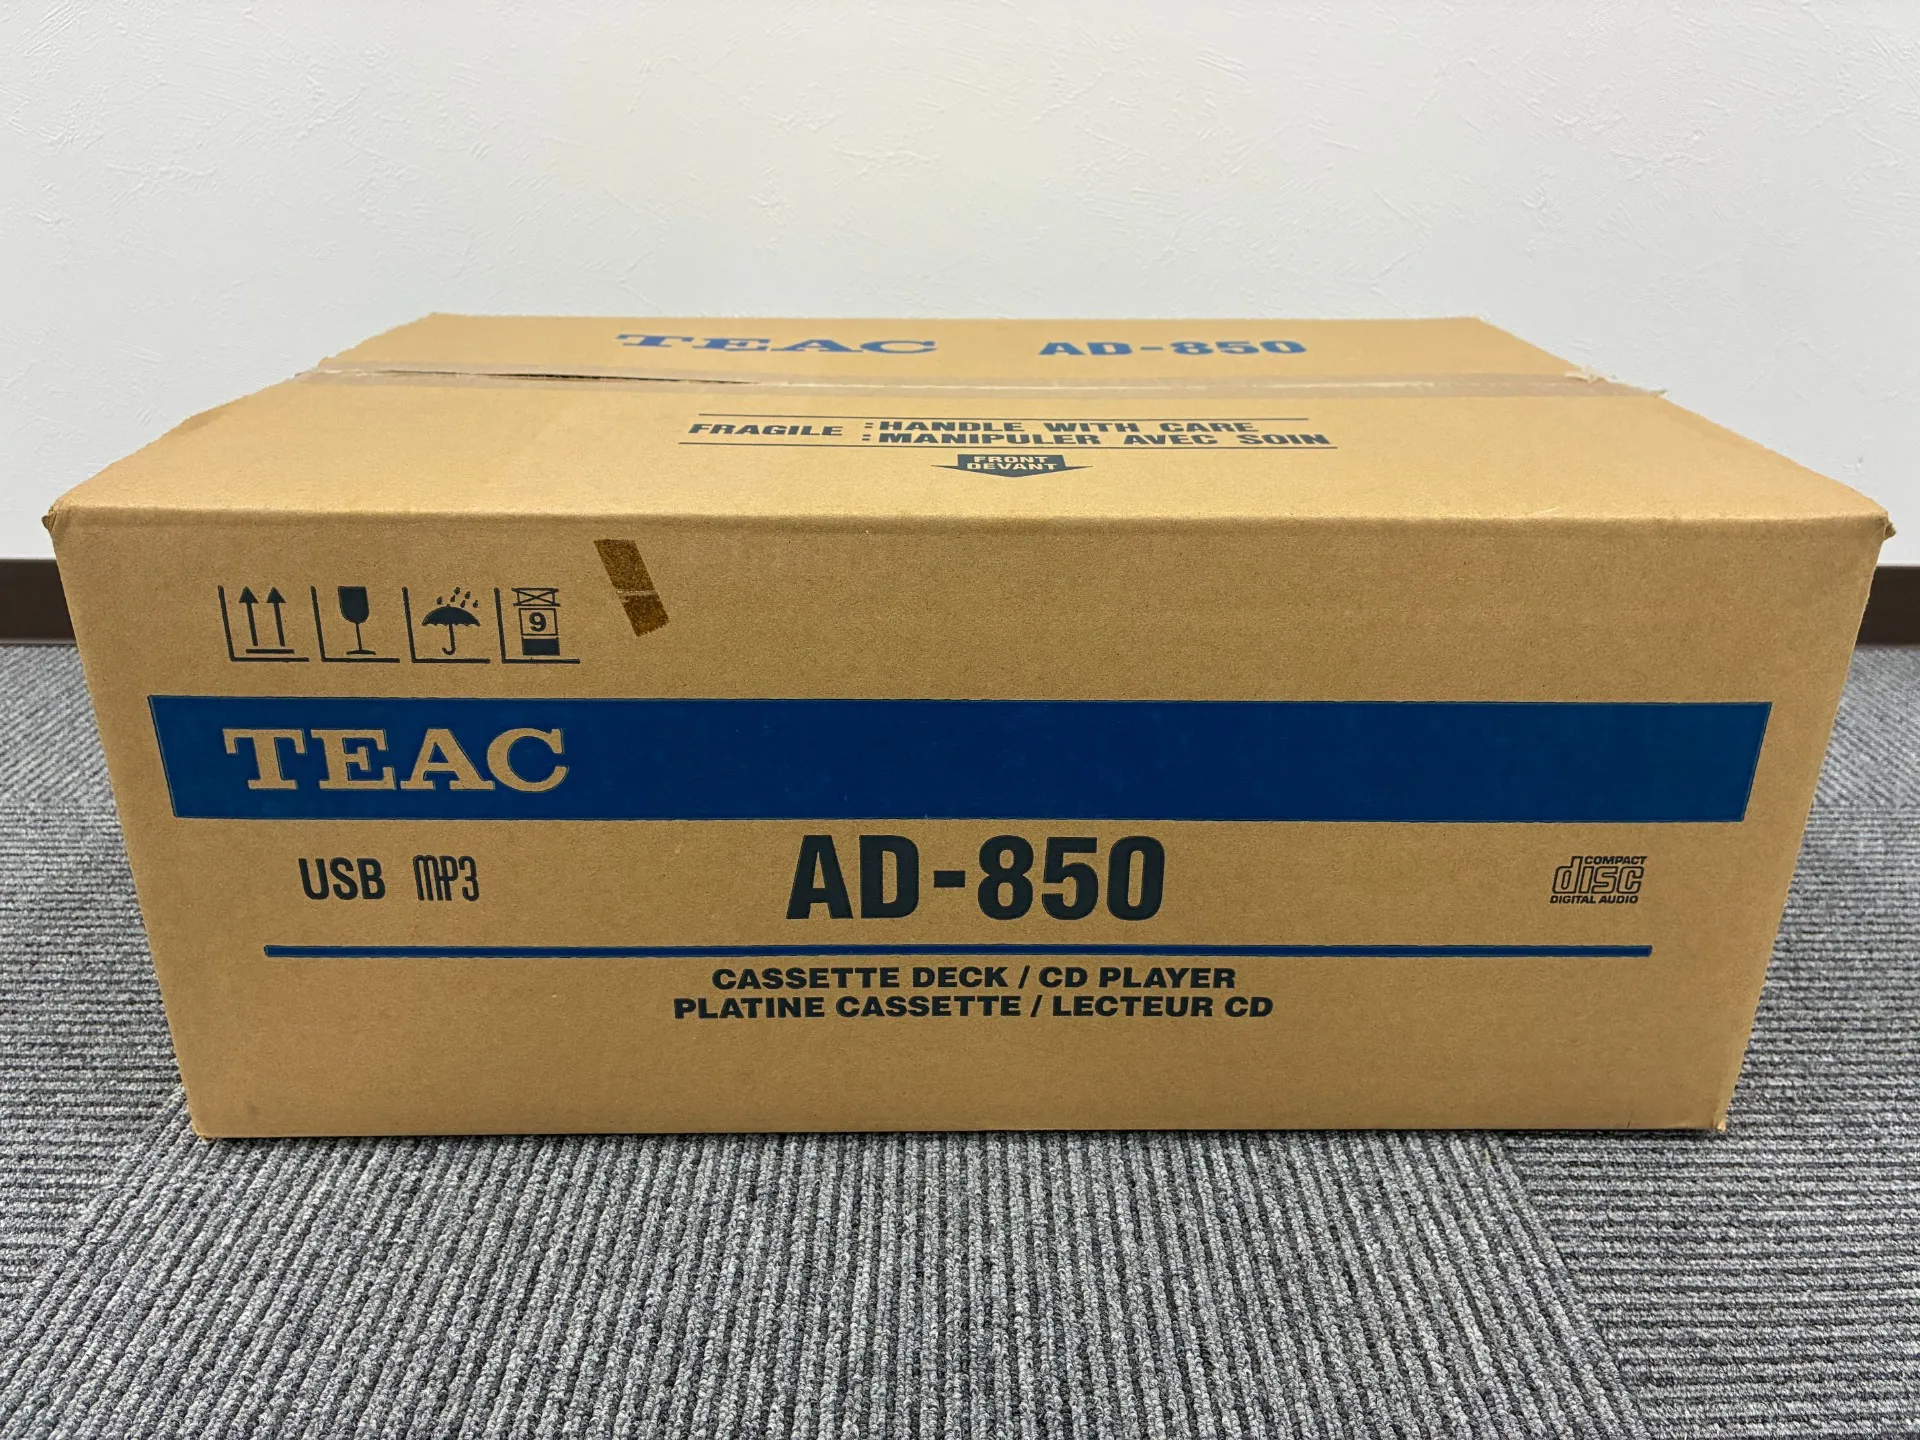 TEAC AD-850
FRAGILE : HANDLE WITH CARE
: MANIPULER AVEC SOIN
FRONT
DEVANT
9
TEAC
USB MP3 AD-850 COMPACT disc DIGITAL AUDIO
CASSETTE DECK / CD PLAYER
PLATINE CASSETTE / LECTEUR CD